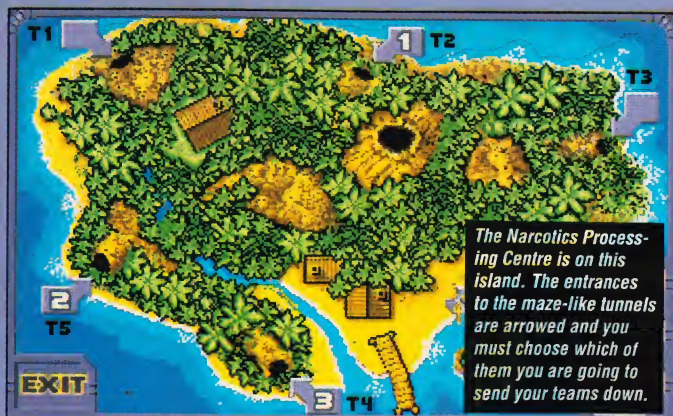 T1
1 T2
T3
The Narcotics Process-
ing Centre is on this
island. The entrances
to the maze-like tunnels
are arrowed and you
must choose which of
them you are going to
send your teams down.
2
T5
EXIT
3 T4